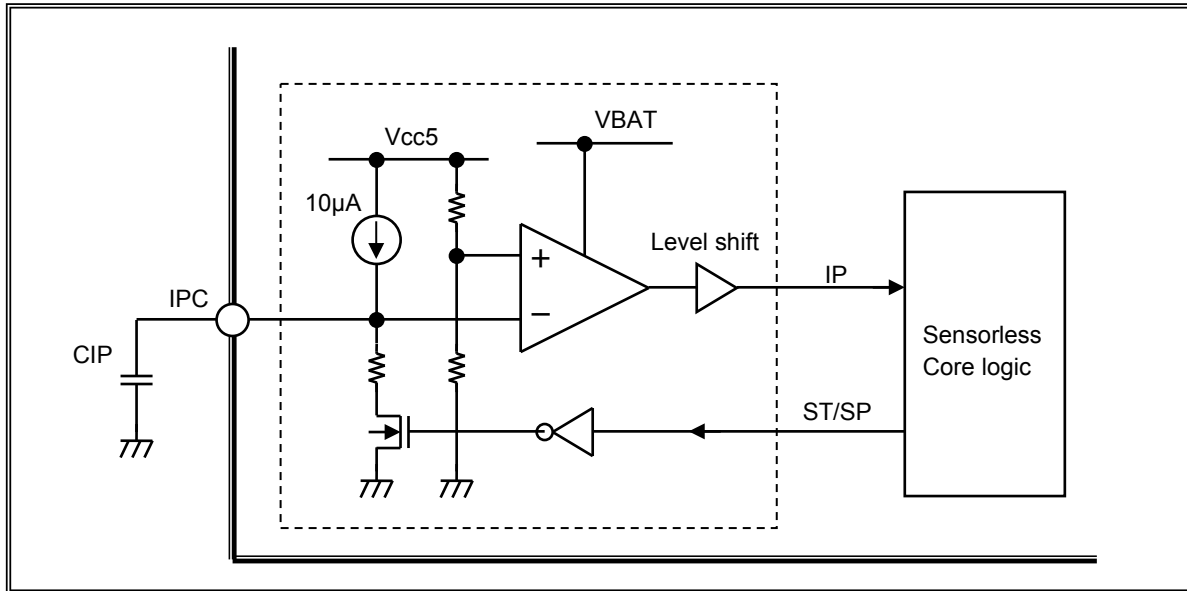 VBAT
Vcc5
10µA
Level shift
IP
IPC
+
−
Sensorless
Core logic
CIP
ST/SP